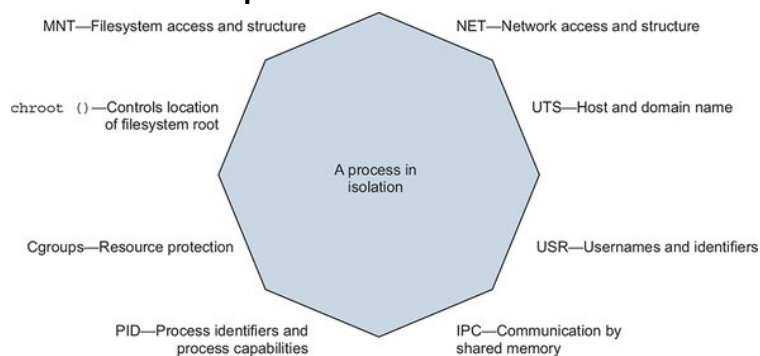 MNT—Filesystem access and structure
NET—Network access and structure
chroot ()—Controls location
of filesystem root
UTS—Host and domain name
A process in
isolation
Cgroups—Resource protection
USR—Usernames and identifiers
PID—Process identifiers and
process capabilities
IPC—Communication by
shared memory